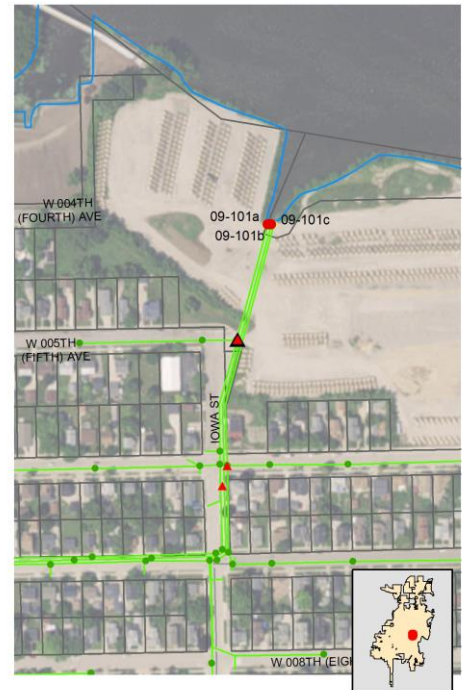 W 004TH
(FOURTH) AVE
09-101a
09-101c
09-101b
W 005TH
(FIFTH) AVE
IOWA ST
W 008TH (EIG